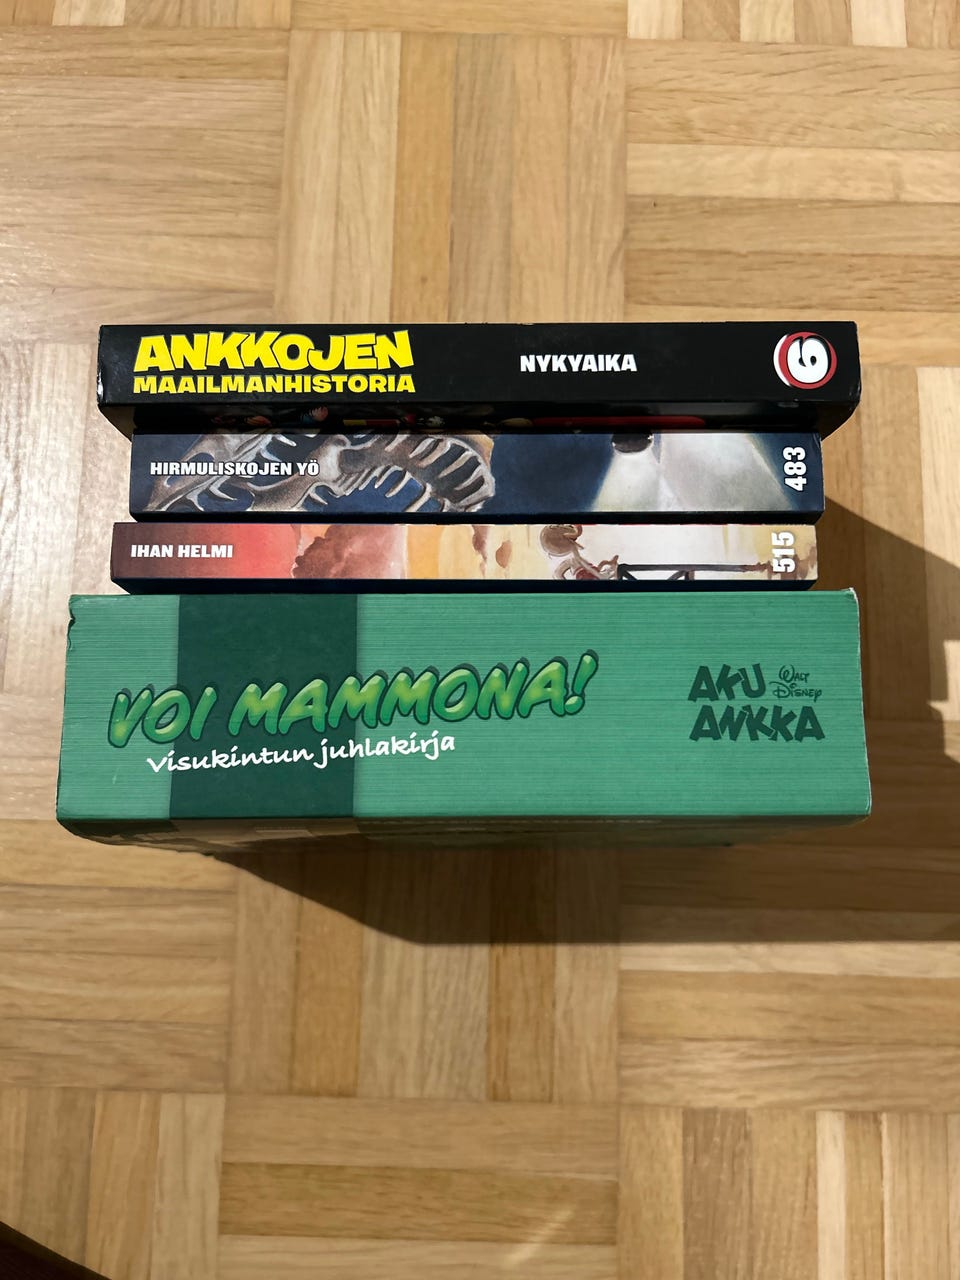 ANKKOJEN
MAAILMANHISTORIA
NYKYAIKA
6
HIRMULISKOJEN YÖ
483
IHAN HELMI
515
VOI MAMMONA!
Visukintun juhlakirja
AKU
WALT
DISNEY
ANKKA